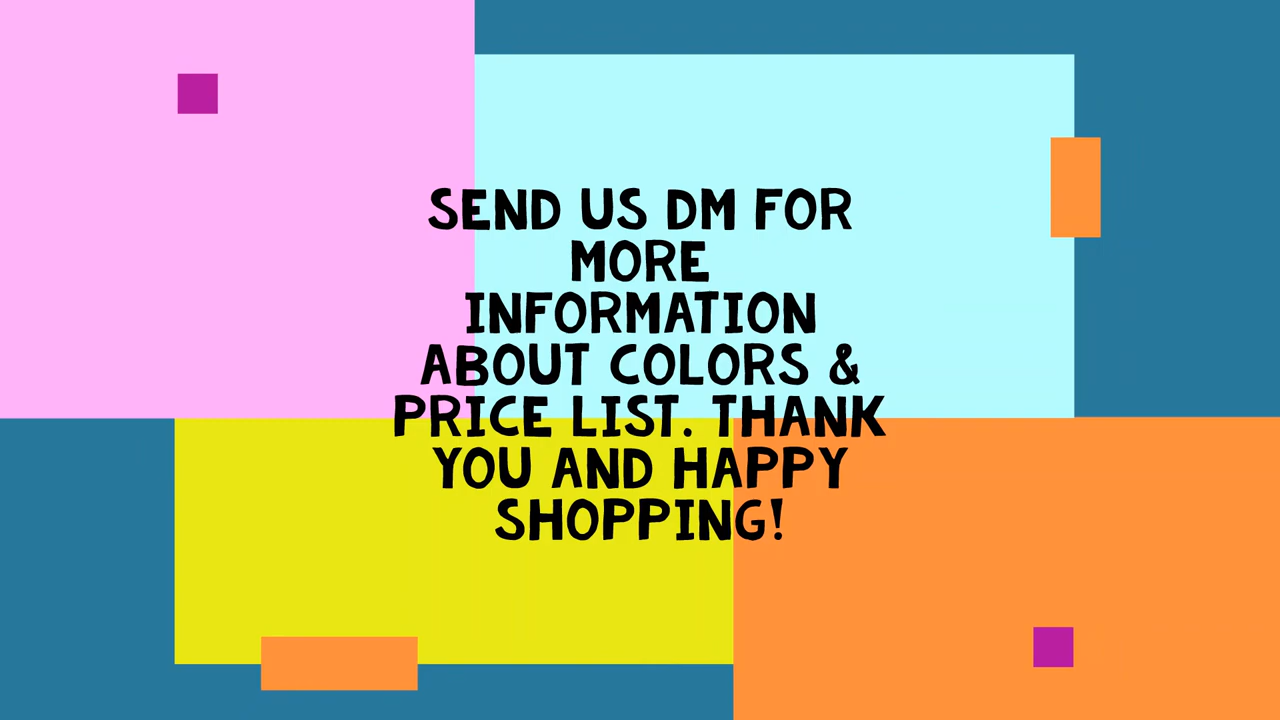 SEND US DM FOR
MORE
INFORMATION
ABOUT COLORS &
PRICE LIST. THANK
YOU AND HAPPY
SHOPPING!